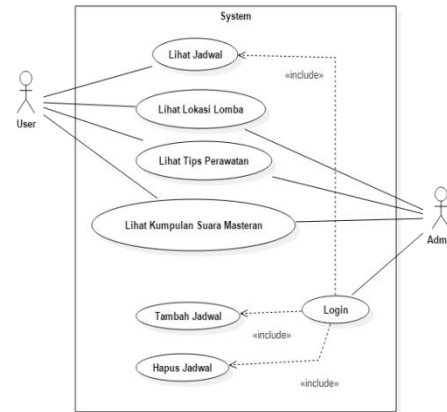 System
Lihat Jadwal
«include»
Lihat Lokasi Lomba
User
Lihat Tips Perawatan
Lihat Kumpulan Suara Masteran
Adm
Tambah Jadwal
Login
«include»
Hapus Jadwal
«include»